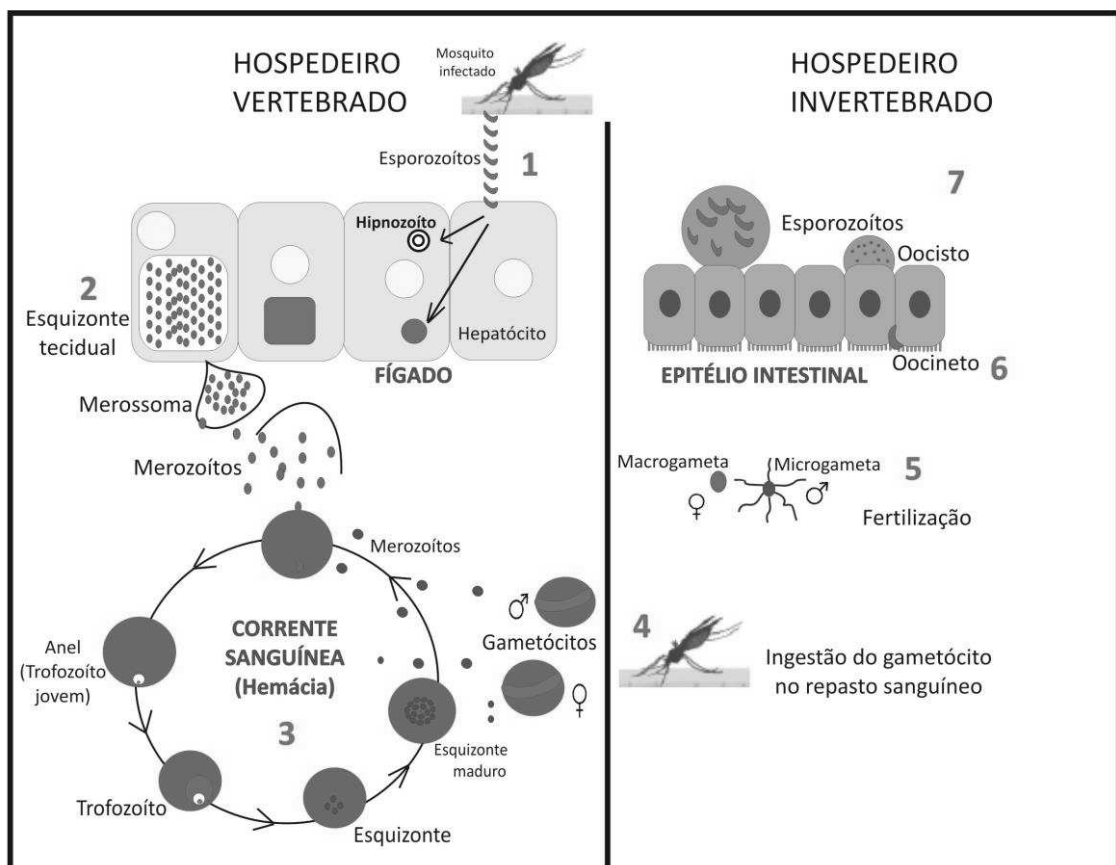 HOSPEDEIRO
VERTEBRADO
Mosquito
infectado
Esporozoítos
1
Hipnozoíto
2
Esquizonte
tecidual
Hepatócito
FÍGADO
Merossoma
Merozoítos
Merozoítos
♂
Gametócitos
♀
CORRENTE
SANGUÍNEA
(Hemácia)
3
Anel
(Trofozoíto
jovem)
Esquizonte
maduro
Trofozoíto
Esquizonte
HOSPEDEIRO
INVERTEBRADO
7
Esporozoítos
Oocisto
EPITÉLIO INTESTINAL
Oocineto
6
Macrogameta
Microgameta
5
♀
♂
Fertilização
4
Ingestão do gametócito
no repasto sanguíneo